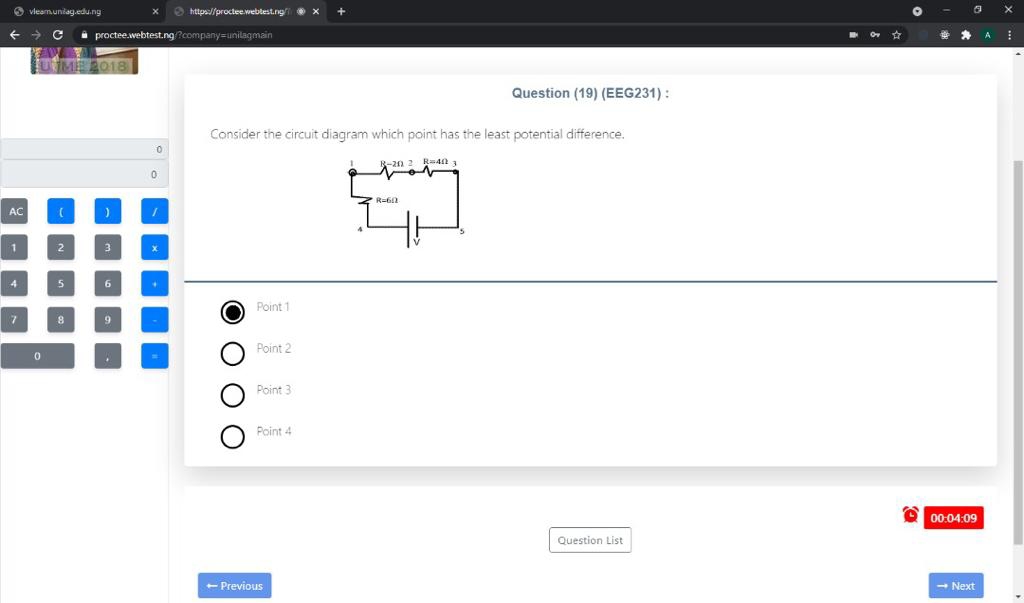 vlearn.unilag.edu.ng
https://proctee.webtest.ng/
proctee.webtest.ng/?company=unilagmain
A
UTME 2018
Question (19) (EEG231) :
Consider the circuit diagram which point has the least potential difference.
1 R=2Ω 2 R=4Ω 3
R=6Ω
4 5
V
0
0
AC ( ) /
1 2 3 x
4 5 6 +
7 8 9 -
0 , =
Point 1
Point 2
Point 3
Point 4
00:04:09
Question List
← Previous
→ Next